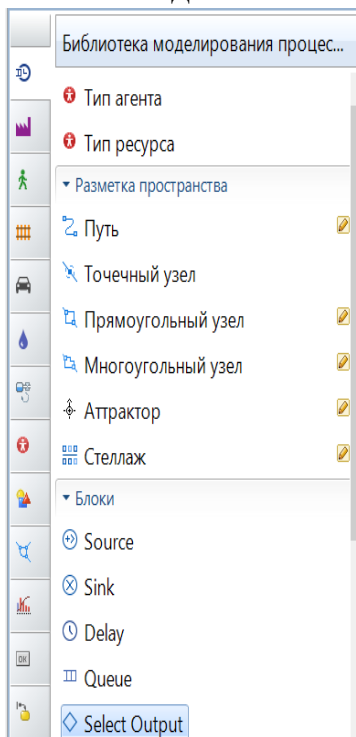 Библиотека моделирования процес...
Тип агента
Тип ресурса
Разметка пространства
Путь
Точечный узел
Прямоугольный узел
Многоугольный узел
Аттрактор
Стеллаж
Блоки
Source
Sink
Delay
Queue
OK
Select Output